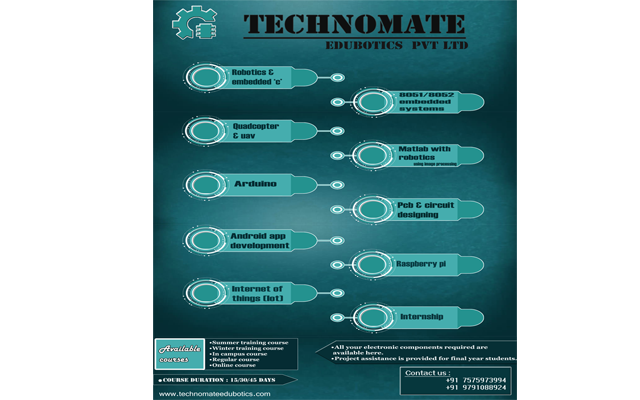 TECHNOMATE
EDUBOTICS PVT LTD
Robotics &
embedded 'c'
8051/8052
embedded
systems
Quadcopter
& uav
Matlab with
robotics
using image processing
Arduino
Pcb & circuit
designing
Android app
development
Raspberry pi
Internet of
things (Iot)
Internship
Available
courses
•Summer training course
•Winter training course
•In campus course
•Regular course
•Online course
•All your electronic components required are
available here.
•Project assistance is provided for final year students.
•COURSE DURATION : 15/30/45 DAYS
Contact us :
+91 7575973994
+91 9791088924
www.technomateedubotics.com